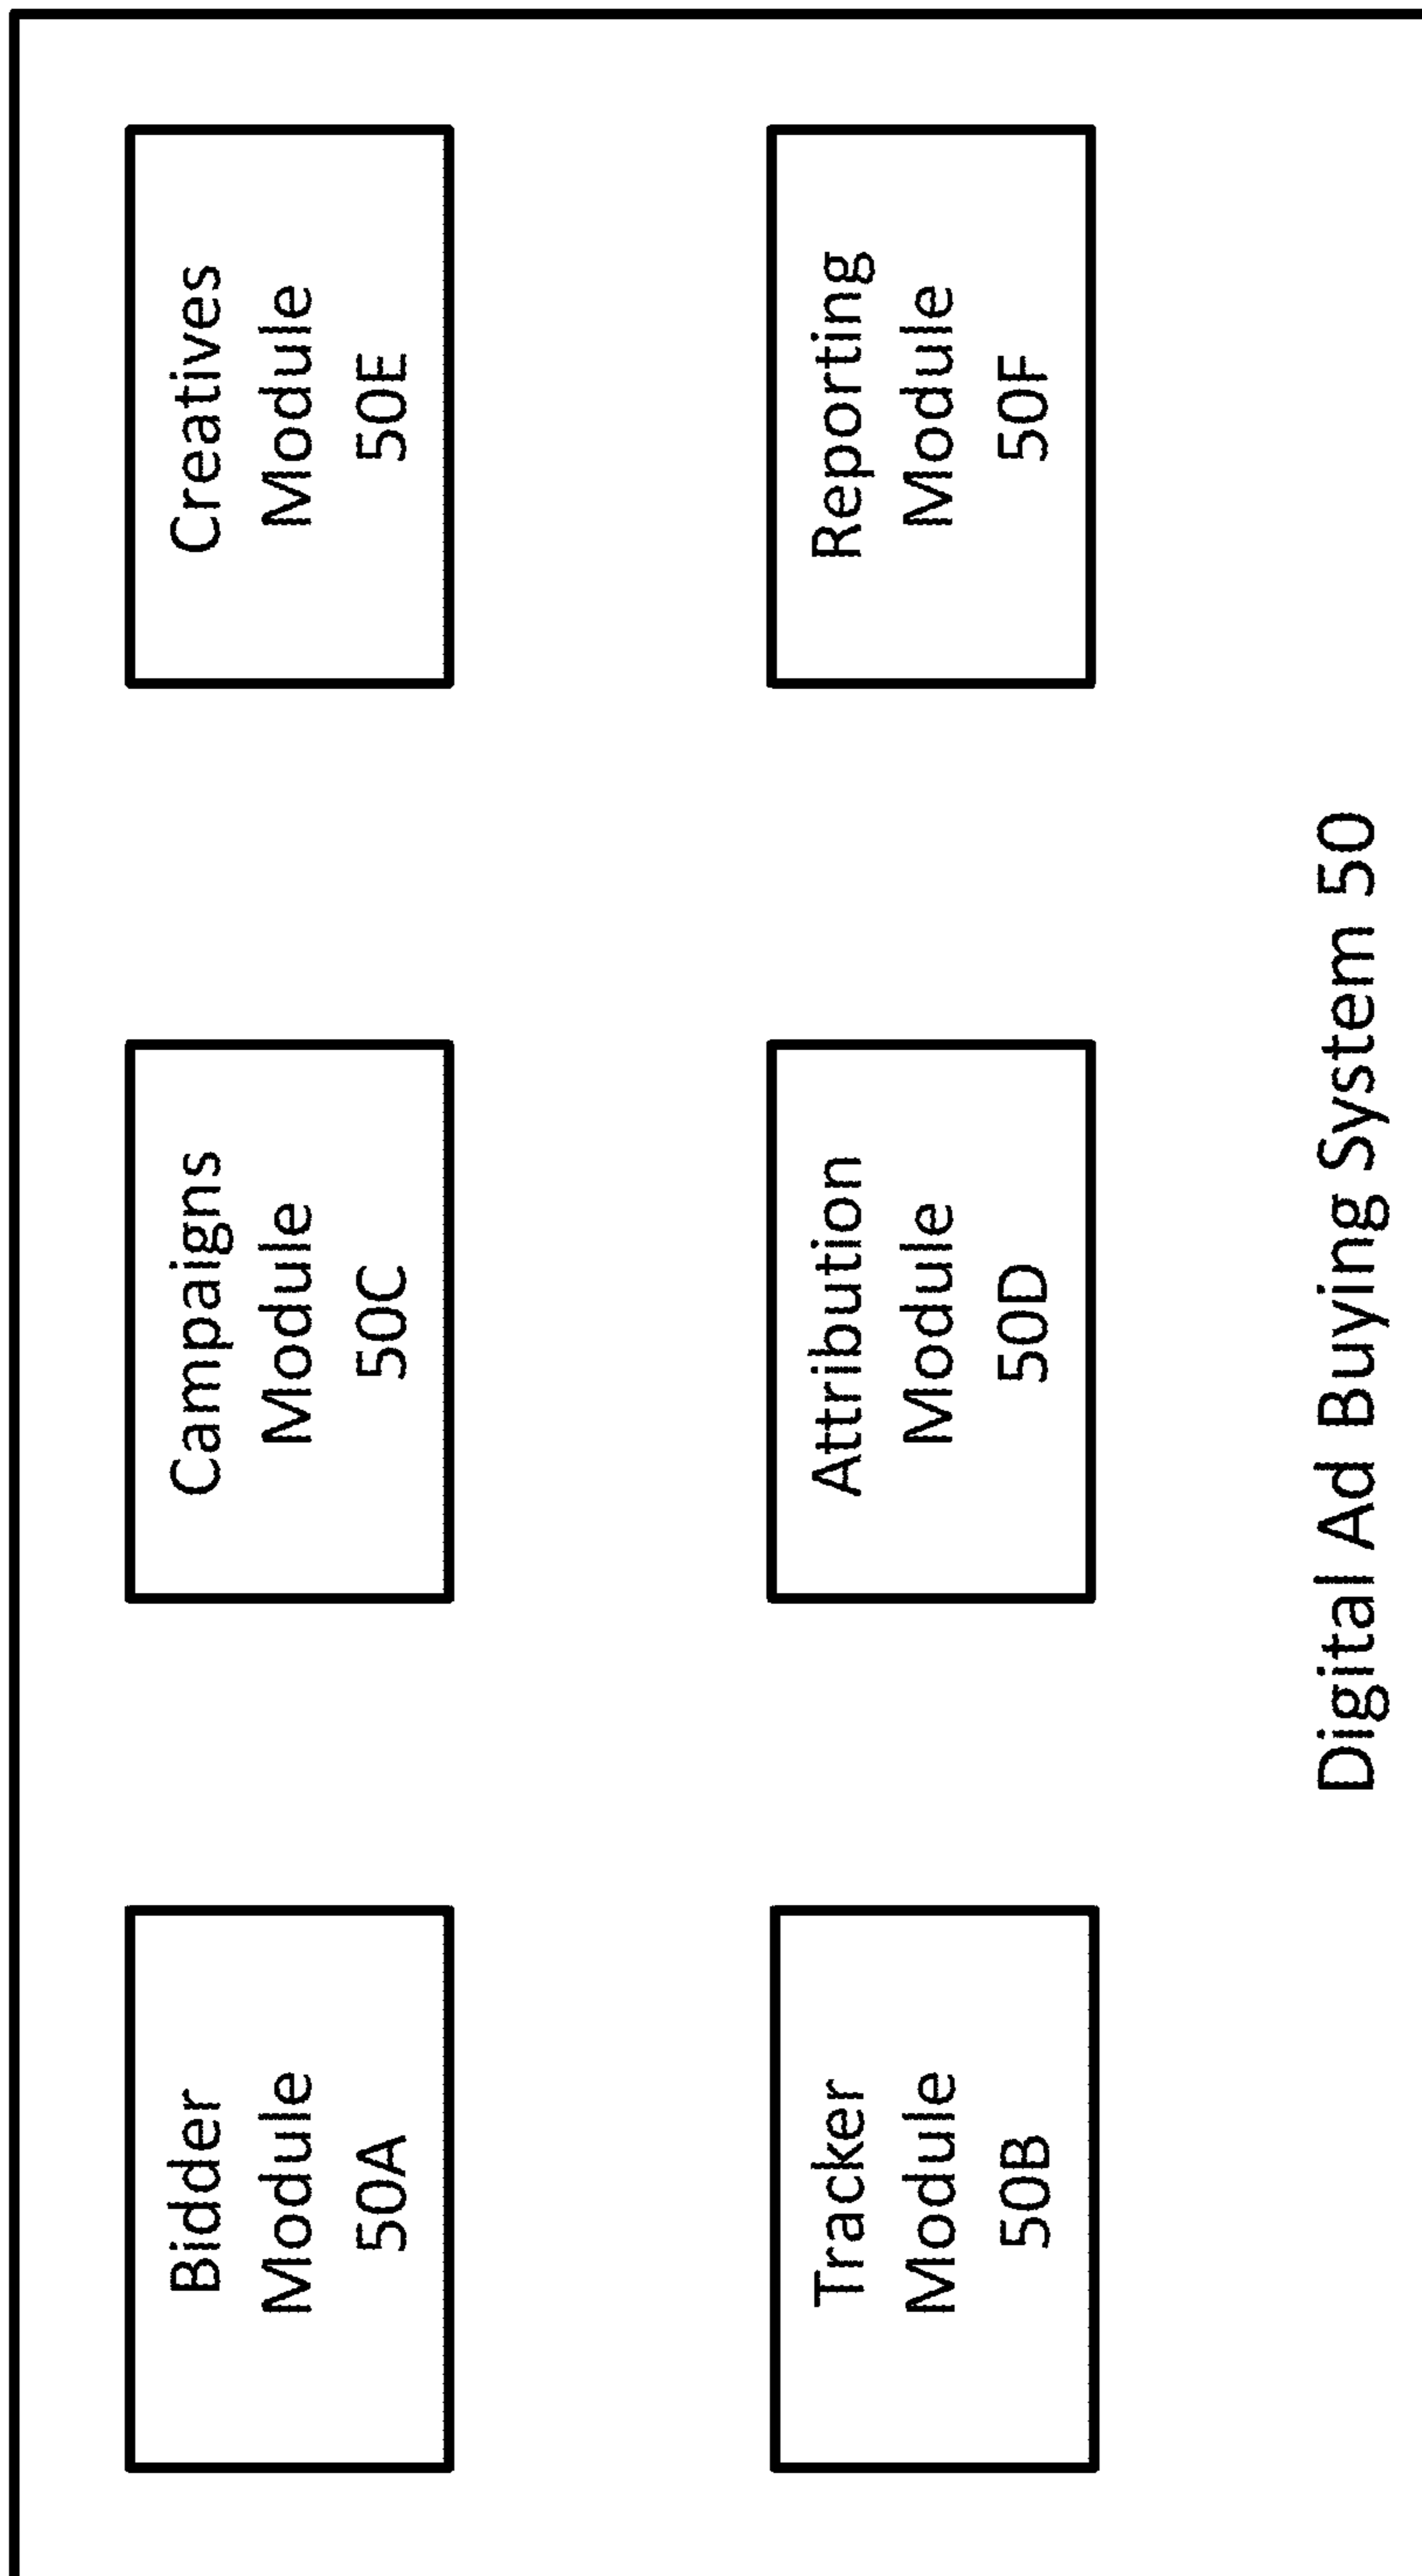 Bidder
Module
50A
Campaigns
Module
50C
Creatives
Module
50E
Tracker
Module
50B
Attribution
Module
50D
Reporting
Module
50F
Digital Ad Buying System 50